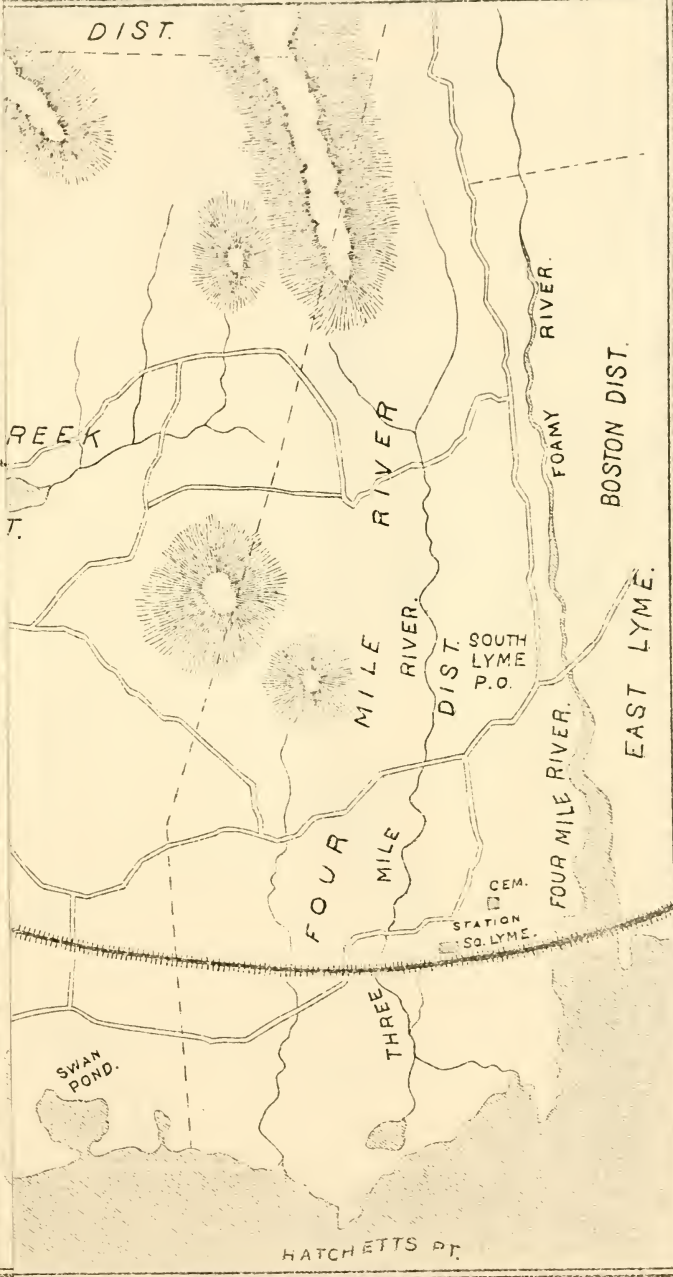 DIST.
REEK
T.
FOAMY RIVER.
BOSTON DIST.
EAST LYME.
SOUTH
LYME
P.O.
FOUR MILE RIVER DIST.
THREE MILE RIVER.
FOUR MILE RIVER.
CEM.
STATION
SO. LYME.
SWAN
POND.
HATCHETTS PT.